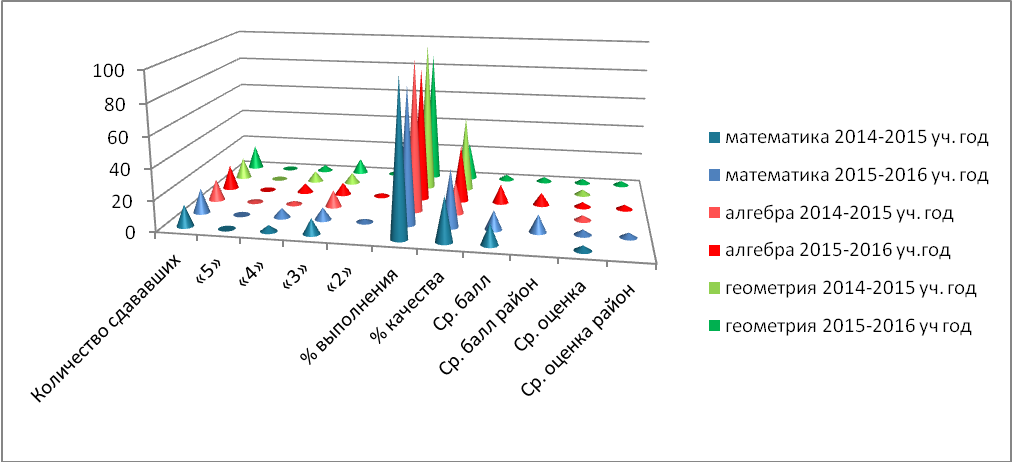 100
80
60
40
20
0
Количество сдававших
«5»
«4»
«3»
«2»
% выполнения
% качества
Ср. балл
Ср. балл район
Ср. оценка
Ср. оценка район
математика 2014-2015 уч. год
математика 2015-2016 уч. год
алгебра 2014-2015 уч. год
алгебра 2015-2016 уч.год
геометрия 2014-2015 уч. год
геометрия 2015-2016 уч год